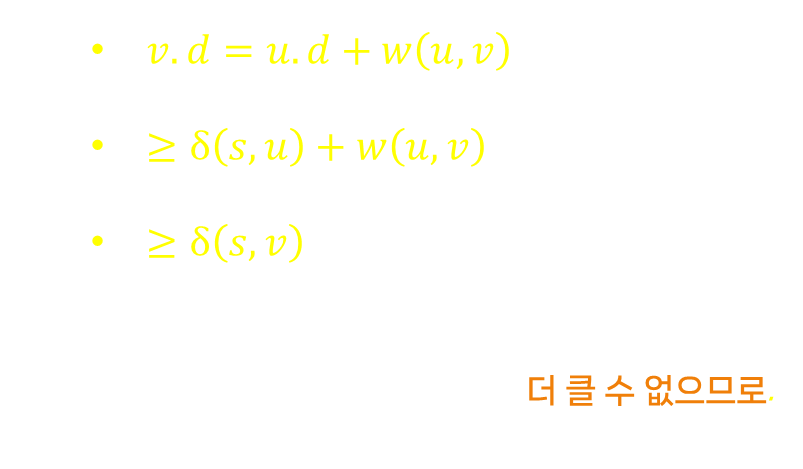 • v.d = u.d + w(u,v)
• ≥ δ(s,u) + w(u,v)
• ≥ δ(s,v)
더 클 수 없으므로.